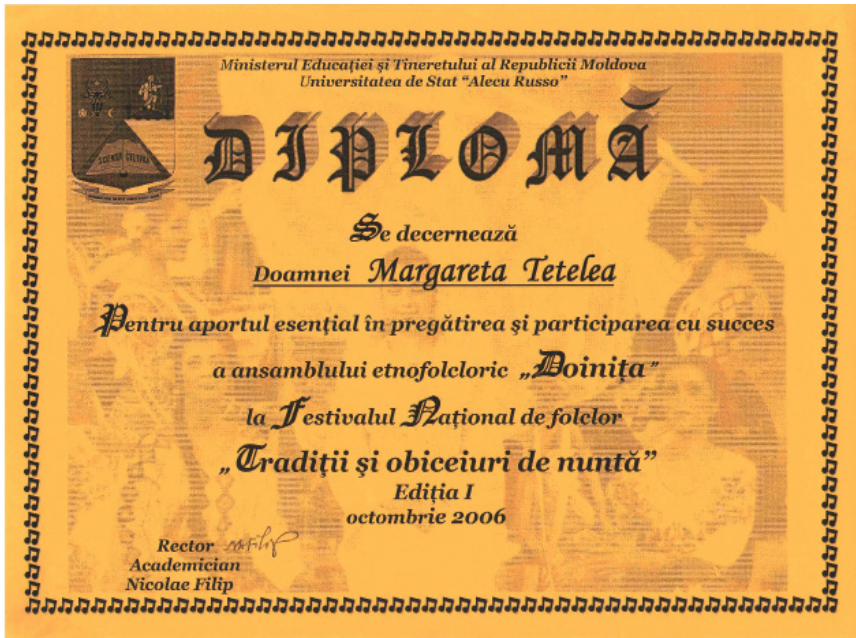 Ministerul Educației și Tineretului al Republicii Moldova
Universitatea de Stat "Alecu Russo"
DIPLOMĂ
SCIENTIA CULTURA
Se decernează
Doamnei Margareta Tetelea
Pentru aportul esențial în pregătirea și participarea cu succes
a ansamblului etnofolcloric „Doinița"
la Festivalul Național de folclor
„Tradiții și obiceiuri de nuntă”
Ediția I
octombrie 2006
Rector
Academician
Nicolae Filip